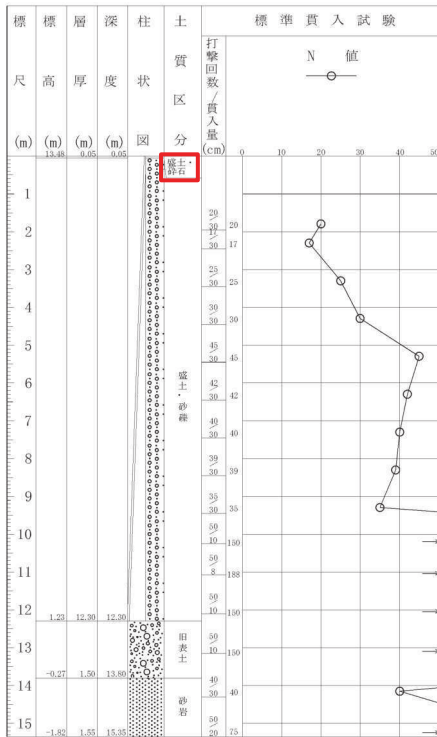 標 標 層 深 柱 土 標準貫入試験
尺 高 厚 度 状 質 区 打撃回数/貫入量 N 値
(m) (m) (m) (m) 図 分 (cm) 0 10 20 30 40 50
13.48 0.05 0.05 盛土・砕石
1
20/30 20
2 17/30 17
3 25/30 25
4 30/30 30
5 45/30 45
6 42/30 42
盛土・砂礫
7 40/30 40
8 39/30 39
9 35/30 35
10 50/10 150
11 50/8 188
12 50/10 150
1.23 12.30 12.30
13 旧表土 50/10 150
-0.27 1.50 13.80
14 40/30 40
砂岩
15 50/20 75
-1.82 1.55 15.35